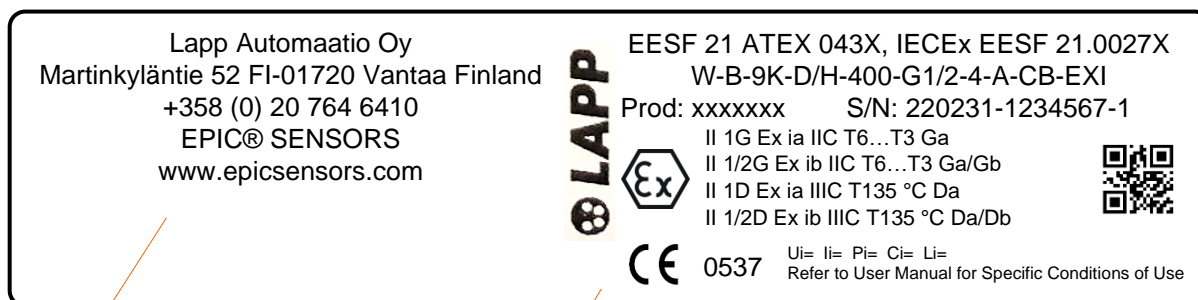 Lapp Automaatio Oy
Martinkyläntie 52 FI-01720 Vantaa Finland
+358 (0) 20 764 6410
EPIC® SENSORS
www.epicsensors.com
LAPP
EESF 21 ATEX 043X, IECEx EESF 21.0027X
W-B-9K-D/H-400-G1/2-4-A-CB-EXI
Prod: xxxxxxx S/N: 220231-1234567-1
Ex
II 1G Ex ia IIC T6…T3 Ga
II 1/2G Ex ib IIC T6…T3 Ga/Gb
II 1D Ex ia IIIC T135 °C Da
II 1/2D Ex ib IIIC T135 °C Da/Db
CE 0537
Ui= Ii= Pi= Ci= Li=
Refer to User Manual for Specific Conditions of Use